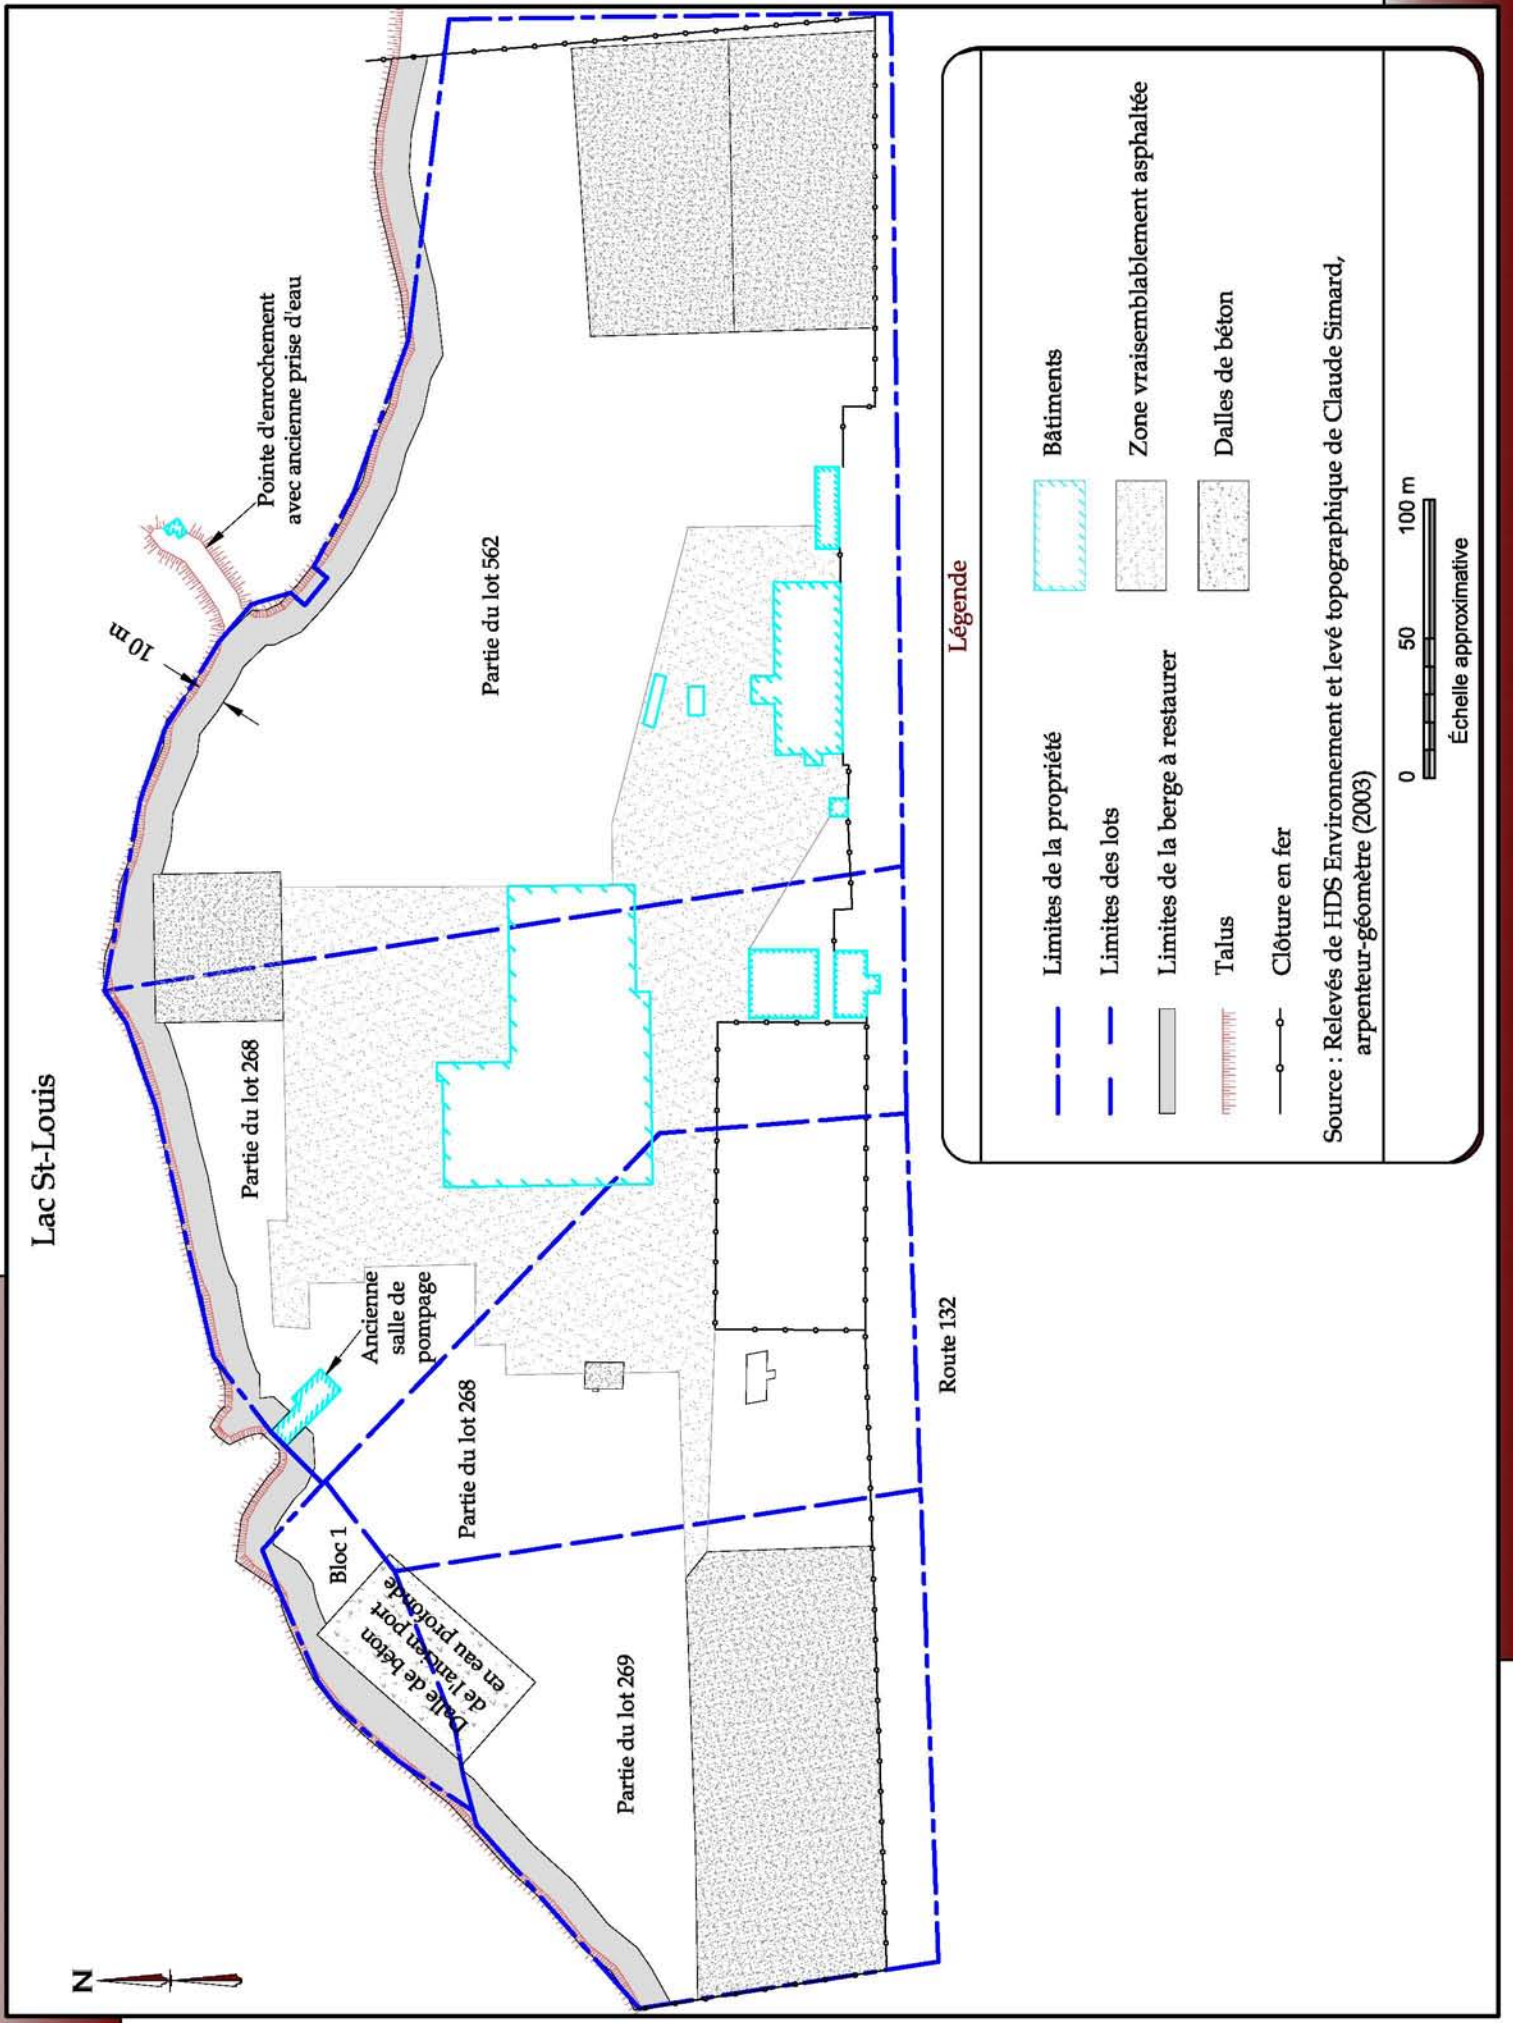 Lac St-Louis
N
10 m
Pointe d'enrochement
avec ancienne prise d'eau
Partie du lot 268
Partie du lot 562
Ancienne
salle de
pompage
Bloc 1
Partie du lot 268
Dalle de béton
de l'ancien port
en eau profonde
Partie du lot 269
Route 132
Légende
Limites de la propriété
Limites des lots
Limites de la berge à restaurer
Talus
Clôture en fer
Bâtiments
Zone vraisemblablement asphaltée
Dalles de béton
Source : Relevés de HDS Environnement et levé topographique de Claude Simard,
arpenteur-géomètre (2003)
0 50 100 m
Échelle approximative